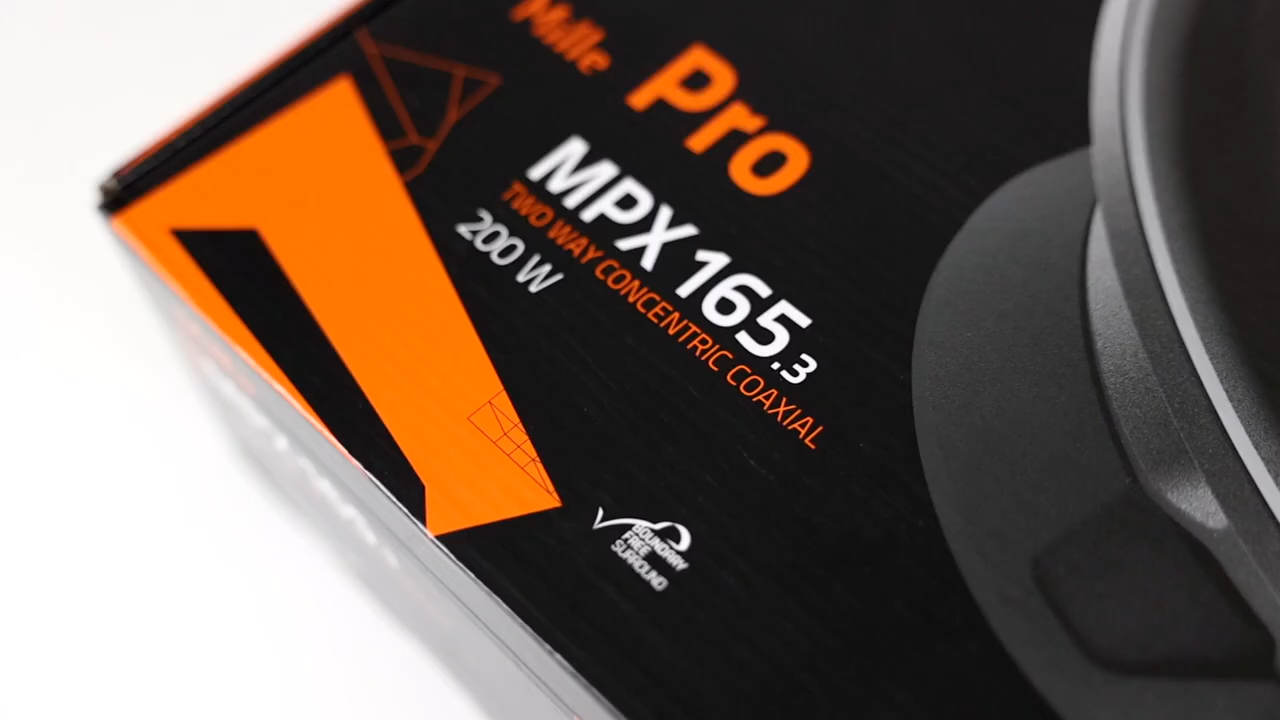 Mille
Pro
MPX 165.3
TWO WAY CONCENTRIC COAXIAL
200 W
BOUNDARY
FREE
SURROUND